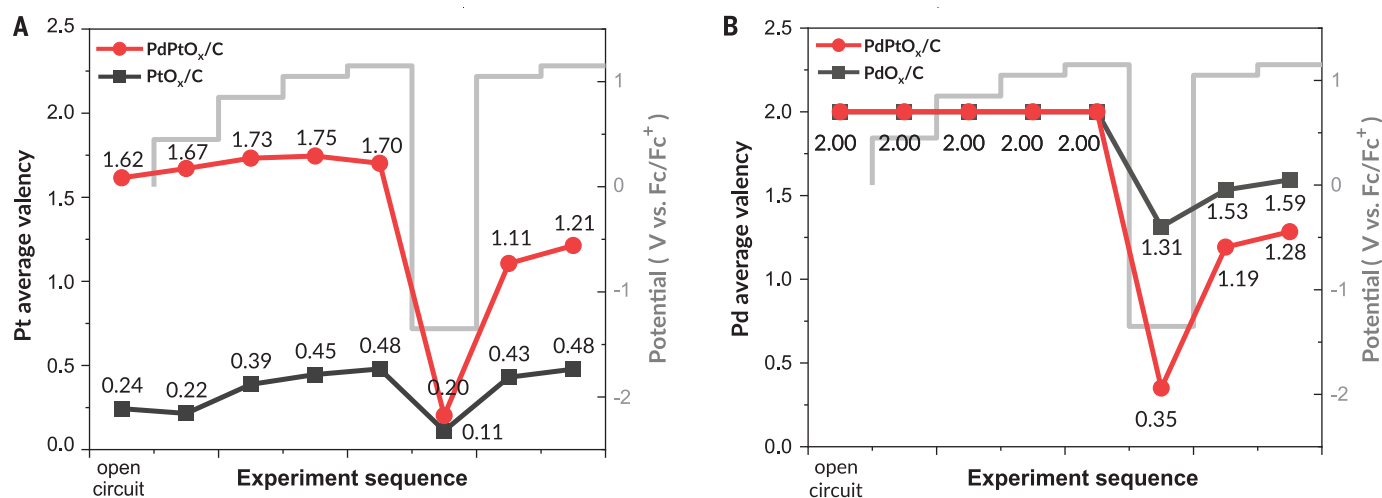 A
PdPtOx/C
PtOx/C
2.5
2.0
1.5
1.0
0.5
0.0
Pt average valency
1.62
1.67
1.73
1.75
1.70
0.20
1.11
1.21
0.24
0.22
0.39
0.45
0.48
0.11
0.43
0.48
1
0
-1
-2
Potential ( V vs. Fc/Fc+)
open
circuit
Experiment sequence
B
PdPtOx/C
PdOx/C
2.5
2.0
1.5
1.0
0.5
0.0
Pd average valency
2.00
2.00
2.00
2.00
2.00
1.31
1.53
1.59
0.35
1.19
1.28
1
0
-1
-2
Potential ( V vs. Fc/Fc+)
open
circuit
Experiment sequence